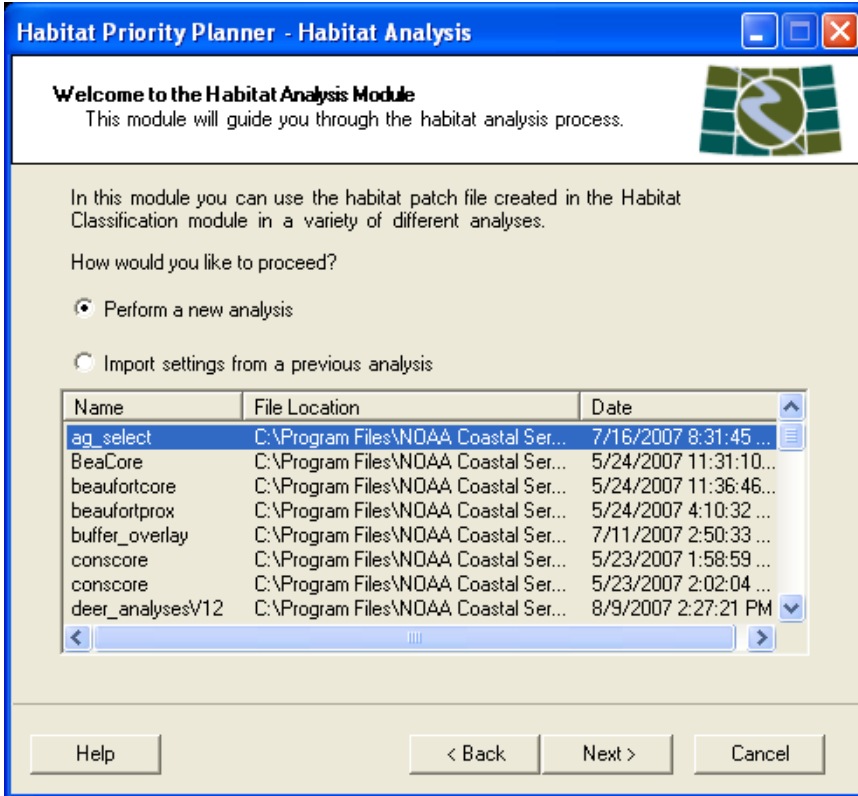 Habitat Priority Planner - Habitat Analysis
Welcome to the Habitat Analysis Module
This module will guide you through the habitat analysis process.
In this module you can use the habitat patch file created in the Habitat
Classification module in a variety of different analyses.
How would you like to proceed?
Perform a new analysis
Import settings from a previous analysis
Name File Location Date
ag_select C:\Program Files\NOAA Coastal Ser... 7/16/2007 8:31:45 ...
BeaCore C:\Program Files\NOAA Coastal Ser... 5/24/2007 11:31:10...
beaufortcore C:\Program Files\NOAA Coastal Ser... 5/24/2007 11:36:46...
beaufortprox C:\Program Files\NOAA Coastal Ser... 5/24/2007 4:10:32 ...
buffer_overlay C:\Program Files\NOAA Coastal Ser... 7/11/2007 2:50:33 ...
conscore C:\Program Files\NOAA Coastal Ser... 5/23/2007 1:58:59 ...
conscore C:\Program Files\NOAA Coastal Ser... 5/23/2007 2:02:04 ...
deer_analysesV12 C:\Program Files\NOAA Coastal Ser... 8/9/2007 2:27:21 PM
Help < Back Next > Cancel